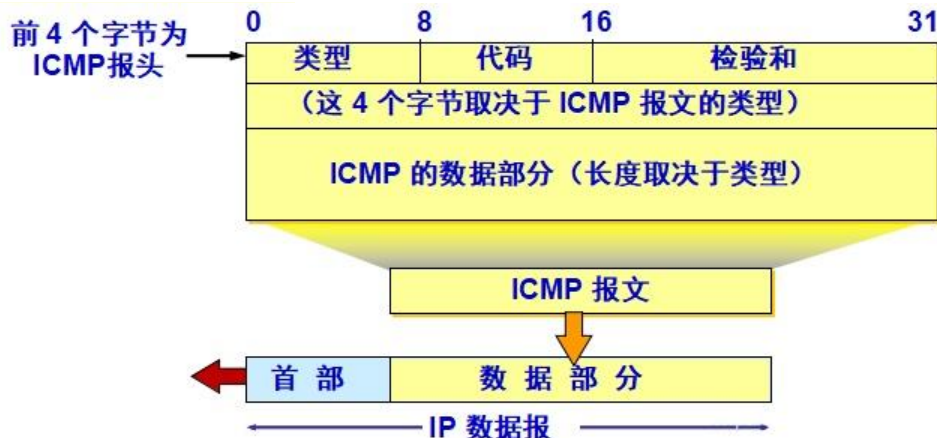 0 8 16 31
前 4 个字节为
ICMP报头
类型 代码 检验和
（这 4 个字节取决于 ICMP 报文的类型）
ICMP 的数据部分（长度取决于类型）
ICMP 报文
首 部 数 据 部 分
IP 数据报